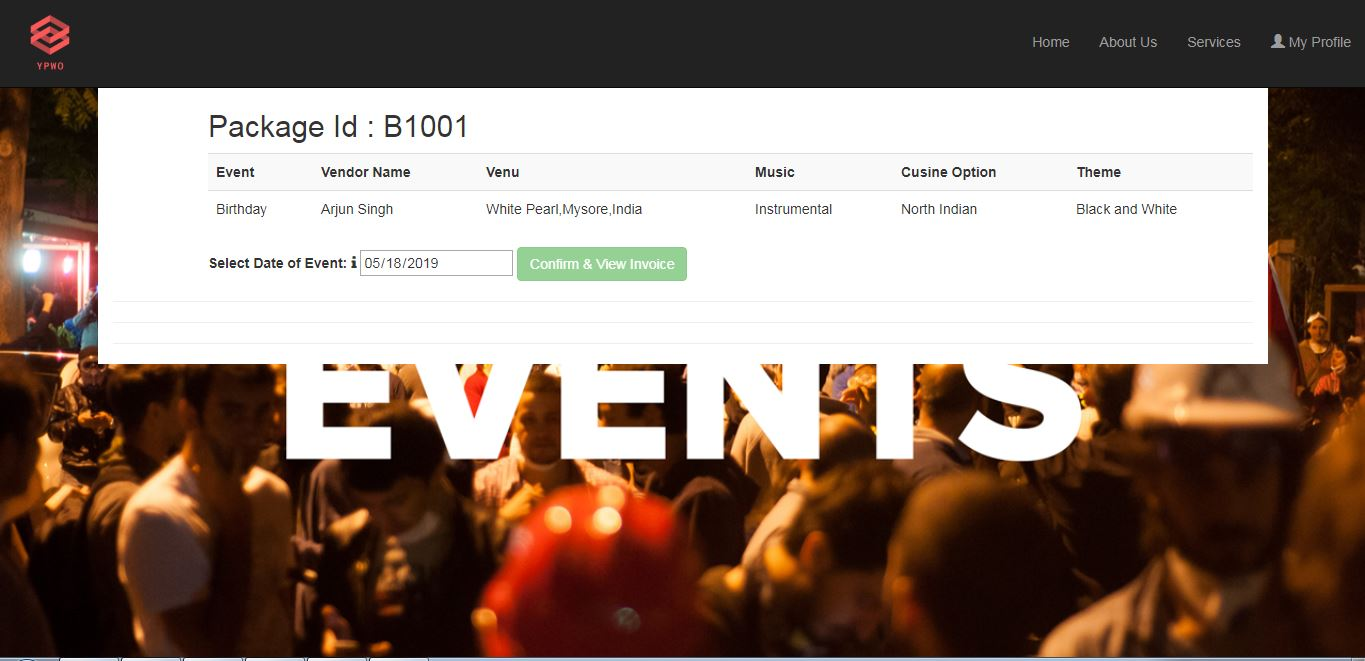 YPWO
Home About Us Services My Profile
Package Id : B1001
Event Vendor Name Venu Music Cusine Option Theme
Birthday Arjun Singh White Pearl,Mysore,India Instrumental North Indian Black and White
Select Date of Event: i 05/18/2019 Confirm & View Invoice
EVENTS